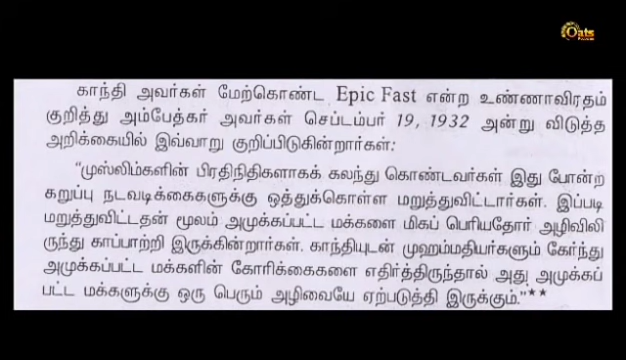 Oats
காந்தி அவர்கள் மேற்கொண்ட Epic Fast என்ற உண்ணாவிரதம்
குறித்து அம்பேத்கர் அவர்கள் செப்டம்பர் 19, 1932 அன்று விடுத்த
அறிக்கையில் இவ்வாறு குறிப்பிடுகின்றார்கள்:
"முஸ்லிம்களின் பிரதிநிதிகளாகக் கலந்து கொண்டவர்கள் இது போன்ற
கறுப்பு நடவடிக்கைகளுக்கு ஒத்துக்கொள்ள மறுத்துவிட்டார்கள். இப்படி
மறுத்துவிட்டதன் மூலம் அமுக்கப்பட்ட மக்களை மிகப் பெரியதோர் அழிவிலி
ருந்து காப்பாற்றி இருக்கின்றார்கள். காந்தியுடன் முஹம்மதியர்களும் கேர்ந்து
அமுக்கப்பட்ட மக்களின் கோரிக்கைகளை எதிர்த்திருந்தால் அது அமுக்கப்
பட்ட மக்களுக்கு ஒரு பெரும் அழிவையே ஏற்படுத்தி இருக்கும்."**